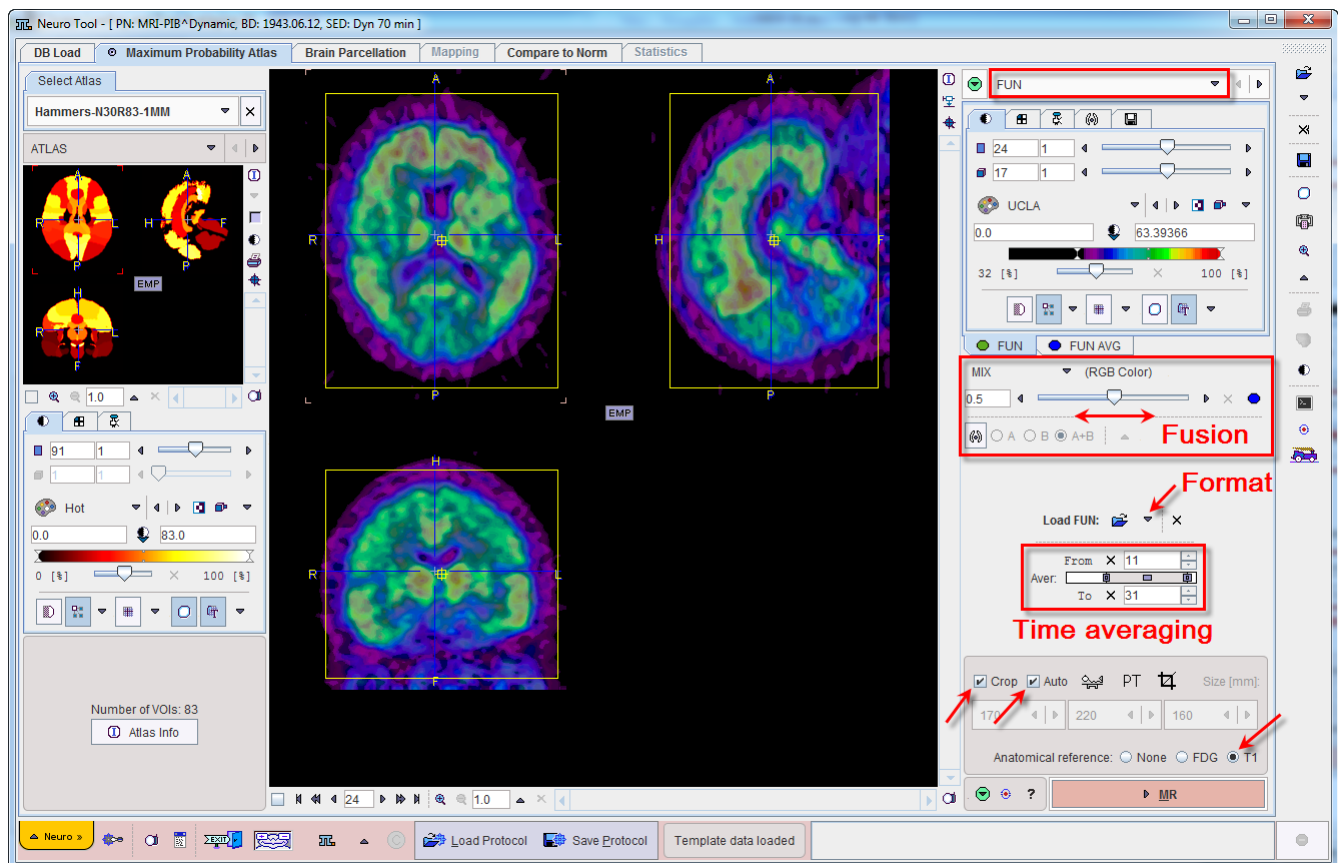 Neuro Tool - [ PN: MRI-PIB^Dynamic, BD: 1943.06.12, SED: Dyn 70 min ]
DB Load Maximum Probability Atlas Brain Parcellation Mapping Compare to Norm Statistics
Select Atlas
Hammers-N30R83-1MM
ATLAS
A A
R L H F
P P
EMP
H
R L
F
1.0
91 1
1 1
Hot
0.0 83.0
0 [%] 100 [%]
Number of VOIs: 83
Atlas Info
A A
R L H F
P P
EMP
H
R L
F
24 1.0
FUN
24 1
17 1
UCLA
0.0 63.39366
32 [%] 100 [%]
FUN FUN AVG
MIX (RGB Color)
0.5
A B A+B Fusion
Format
Load FUN:
From 11
Aver:
To 31
Time averaging
Crop Auto PT Size [mm]:
170 220 160
Anatomical reference: None FDG T1
? MR
Neuro » Load Protocol Save Protocol Template data loaded